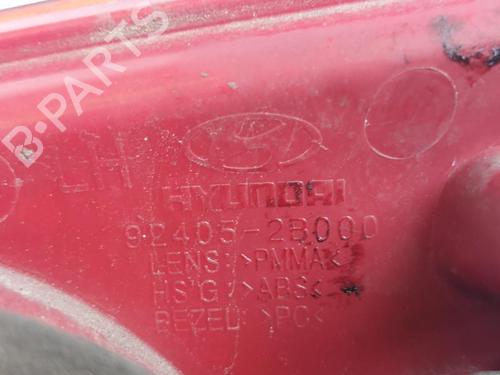 B-PARTS
LH
HYUNDAI
92405-2B000
LENS: >PMMA<
HS'G: >ABS<
BEZEL: >PC<